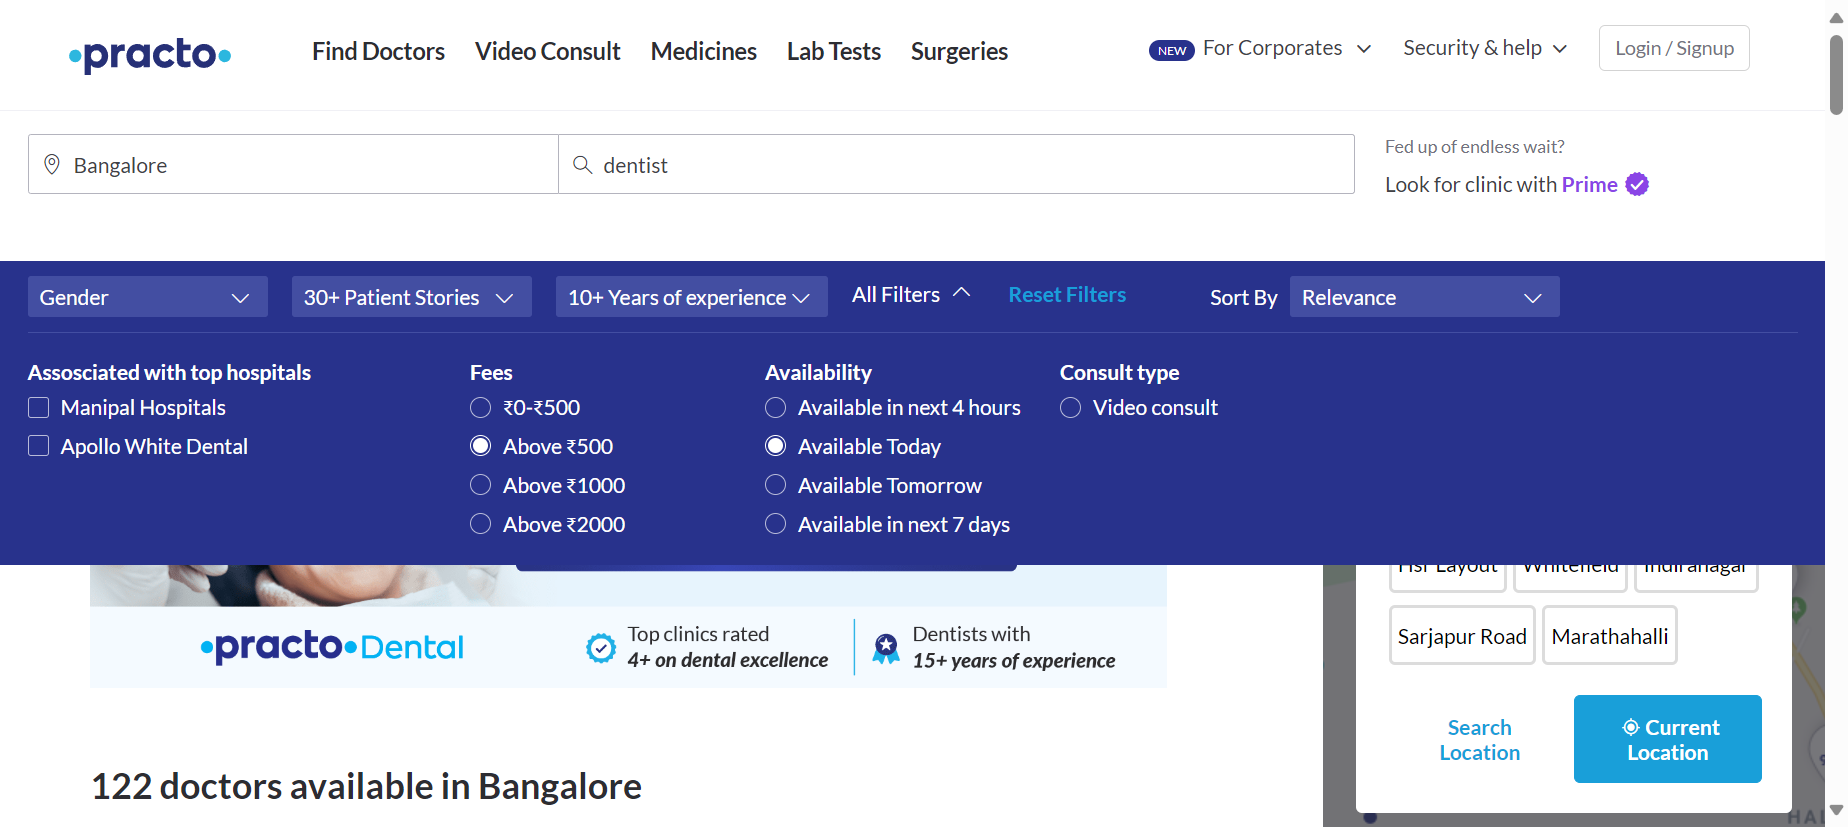 practo
Find Doctors
Video Consult
Medicines
Lab Tests
Surgeries
NEW
For Corporates
Security & help
Login / Signup
Bangalore
dentist
Fed up of endless wait?
Look for clinic with Prime
Gender
30+ Patient Stories
10+ Years of experience
All Filters
Reset Filters
Sort By
Relevance
Assosciated with top hospitals
Manipal Hospitals
Apollo White Dental
Fees
₹0-₹500
Above ₹500
Above ₹1000
Above ₹2000
Availability
Available in next 4 hours
Available Today
Available Tomorrow
Available in next 7 days
Consult type
Video consult
practo Dental
Top clinics rated
4+ on dental excellence
Dentists with
15+ years of experience
122 doctors available in Bangalore
Hsr Layout
Whitefield
Indiranagar
Sarjapur Road
Marathahalli
Search
Location
Current
Location